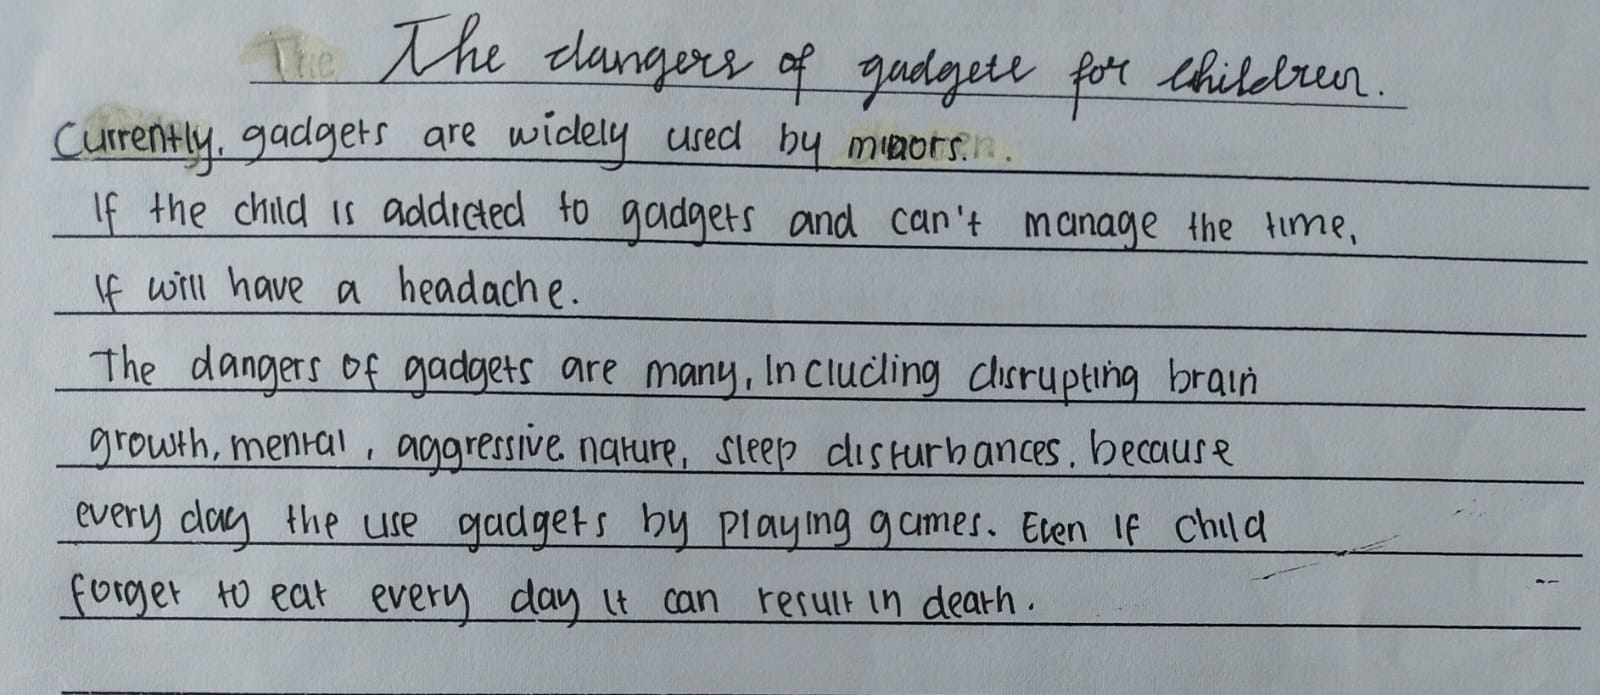 The dangers of gadgets for children.
Currently, gadgets are widely used by minors.
If the child is addicted to gadgets and can't manage the time,
If will have a headache.
The dangers of gadgets are many, Including disrupting brain
growth, mental, aggressive nature, sleep disturbances. because
every day the use gadgets by playing games. Even if child
forget to eat every day it can result in death.